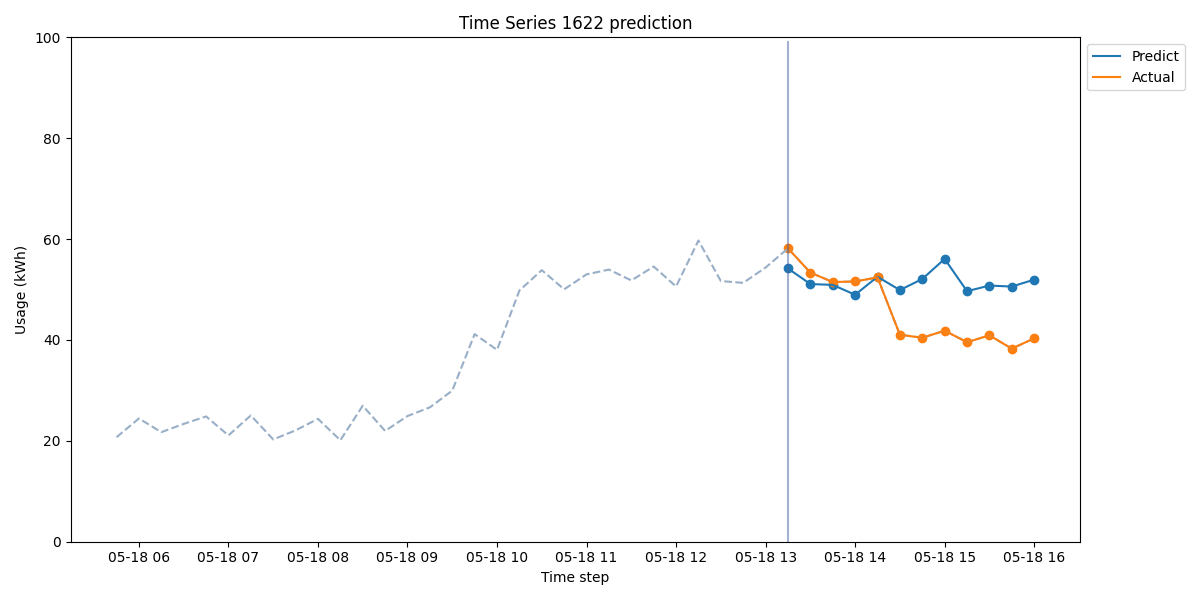 Time Series 1622 prediction
Usage (kWh)
100
80
60
40
20
0
05-18 06 05-18 07 05-18 08 05-18 09 05-18 10 05-18 11 05-18 12 05-18 13 05-18 14 05-18 15 05-18 16
Time step
Predict
Actual